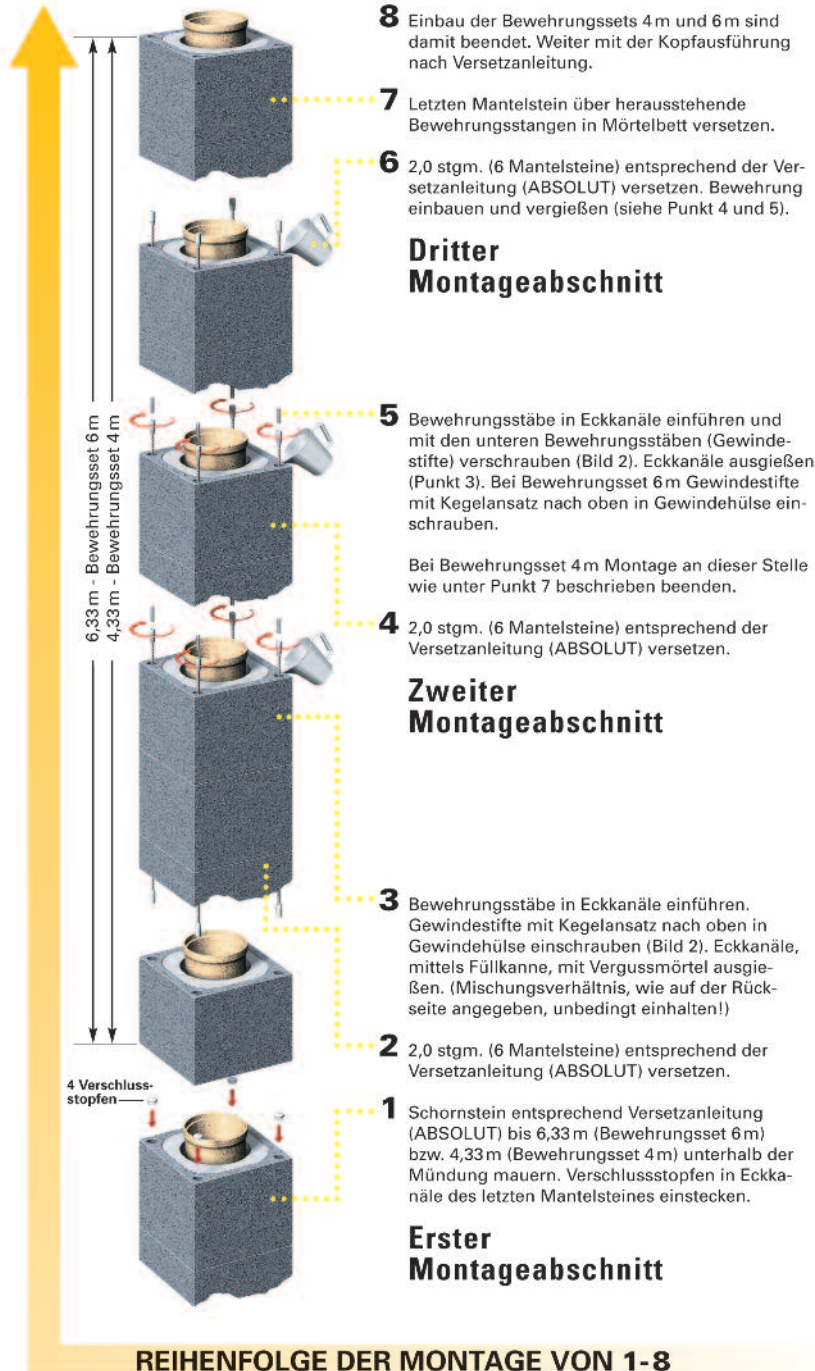 8 Einbau der Bewehrungssets 4 m und 6 m sind
damit beendet. Weiter mit der Kopfausführung
nach Versetzanleitung.
7 Letzten Mantelstein über herausstehende
Bewehrungsstangen in Mörtelbett versetzen.
6 2,0 stgm. (6 Mantelsteine) entsprechend der Ver-
setzanleitung (ABSOLUT) versetzen. Bewehrung
einbauen und vergießen (siehe Punkt 4 und 5).
Dritter
Montageabschnitt
5 Bewehrungsstäbe in Eckkanäle einführen und
mit den unteren Bewehrungsstäben (Gewinde-
stifte) verschrauben (Bild 2). Eckkanäle ausgießen
(Punkt 3). Bei Bewehrungsset 6 m Gewindestifte
mit Kegelansatz nach oben in Gewindehülse ein-
schrauben.
Bei Bewehrungsset 4 m Montage an dieser Stelle
wie unter Punkt 7 beschrieben beenden.
4 2,0 stgm. (6 Mantelsteine) entsprechend der
Versetzanleitung (ABSOLUT) versetzen.
Zweiter
Montageabschnitt
6,33 m - Bewehrungsset 6 m
4,33 m - Bewehrungsset 4 m
3 Bewehrungsstäbe in Eckkanäle einführen.
Gewindestifte mit Kegelansatz nach oben in
Gewindehülse einschrauben (Bild 2). Eckkanäle,
mittels Füllkanne, mit Vergussmörtel ausgie-
ßen. (Mischungsverhältnis, wie auf der Rück-
seite angegeben, unbedingt einhalten!)
2 2,0 stgm. (6 Mantelsteine) entsprechend der
Versetzanleitung (ABSOLUT) versetzen.
4 Verschluss-
stopfen
1 Schornstein entsprechend Versetzanleitung
(ABSOLUT) bis 6,33 m (Bewehrungsset 6 m)
bzw. 4,33 m (Bewehrungsset 4 m) unterhalb der
Mündung mauern. Verschlussstopfen in Eckka-
näle des letzten Mantelsteines einstecken.
Erster
Montageabschnitt
REIHENFOLGE DER MONTAGE VON 1-8